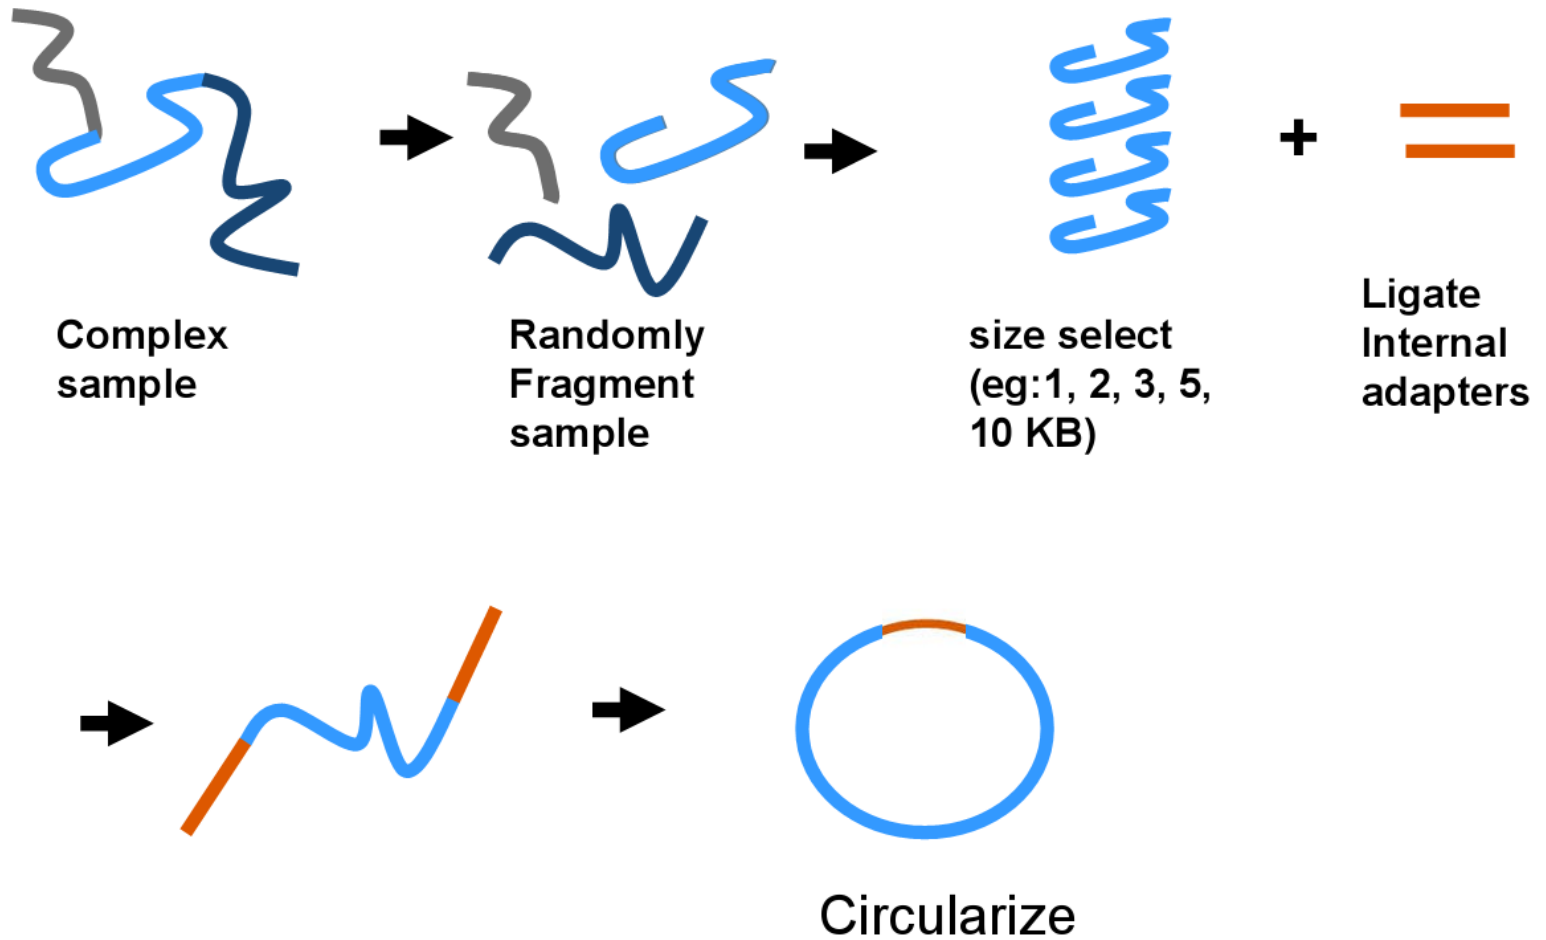 Complex
sample
Randomly
Fragment
sample
size select
(eg:1, 2, 3, 5,
10 KB)
+
Ligate
Internal
adapters
Circularize